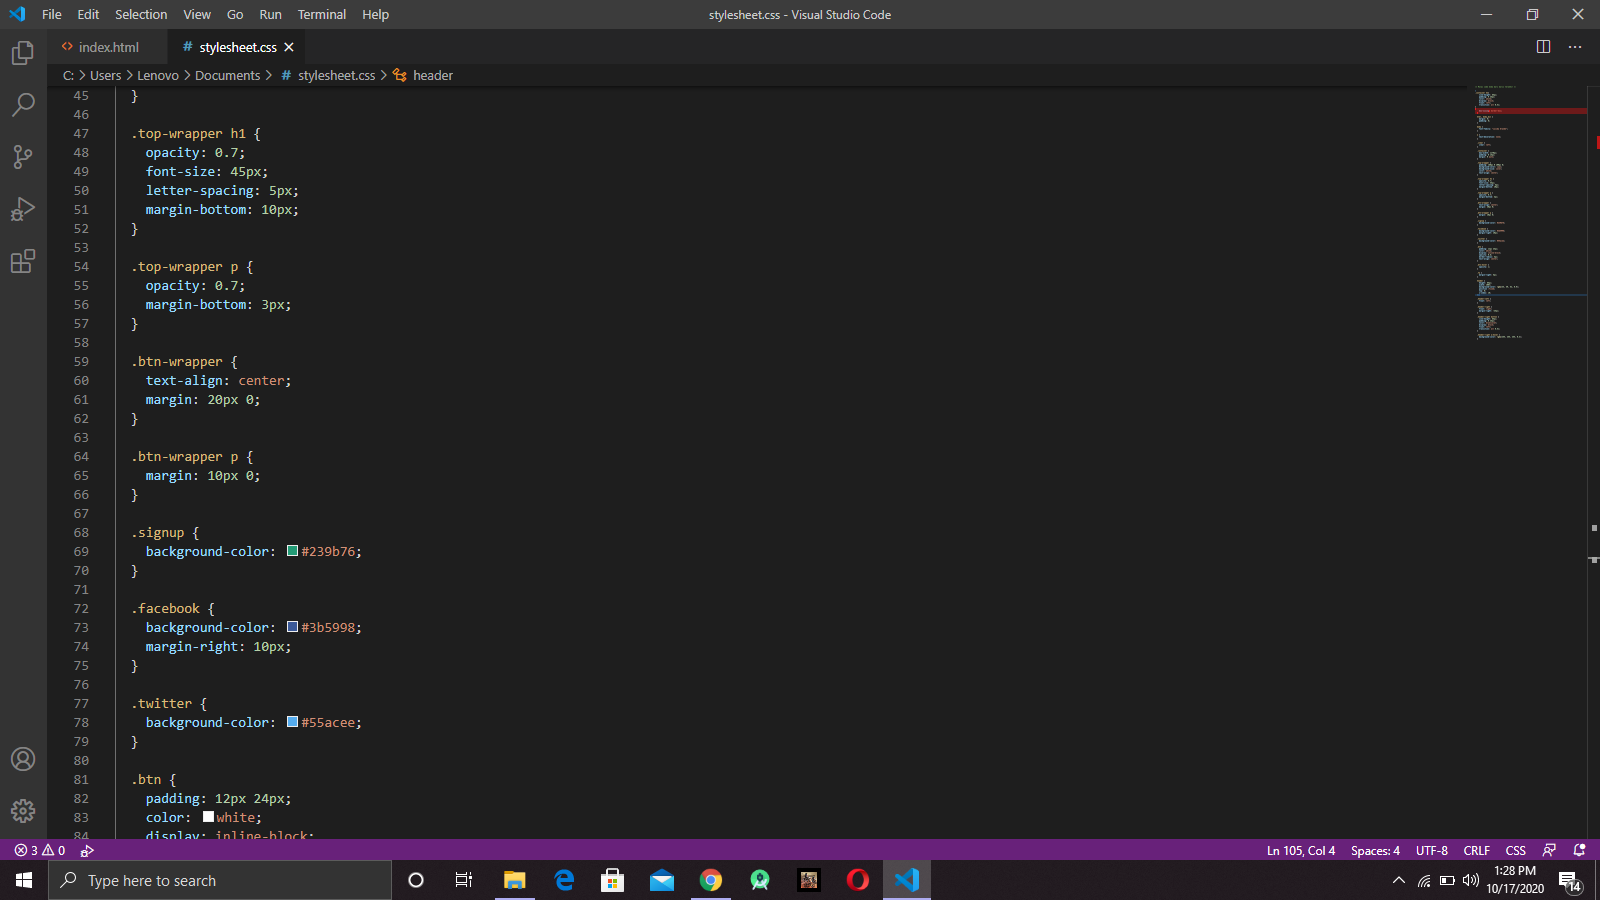 File Edit Selection View Go Run Terminal Help
stylesheet.css - Visual Studio Code
index.html
# stylesheet.css
C: > Users > Lenovo > Documents > # stylesheet.css > header
45 }
46
47 .top-wrapper h1 {
48 opacity: 0.7;
49 font-size: 45px;
50 letter-spacing: 5px;
51 margin-bottom: 10px;
52 }
53
54 .top-wrapper p {
55 opacity: 0.7;
56 margin-bottom: 3px;
57 }
58
59 .btn-wrapper {
60 text-align: center;
61 margin: 20px 0;
62 }
63
64 .btn-wrapper p {
65 margin: 10px 0;
66 }
67
68 .signup {
69 background-color: #239b76;
70 }
71
72 .facebook {
73 background-color: #3b5998;
74 margin-right: 10px;
75 }
76
77 .twitter {
78 background-color: #55acee;
79 }
80
81 .btn {
82 padding: 12px 24px;
83 color: white;
84 display: inline-block;
3 0
Ln 105, Col 4 Spaces: 4 UTF-8 CRLF CSS
Type here to search
1:28 PM
10/17/2020
14